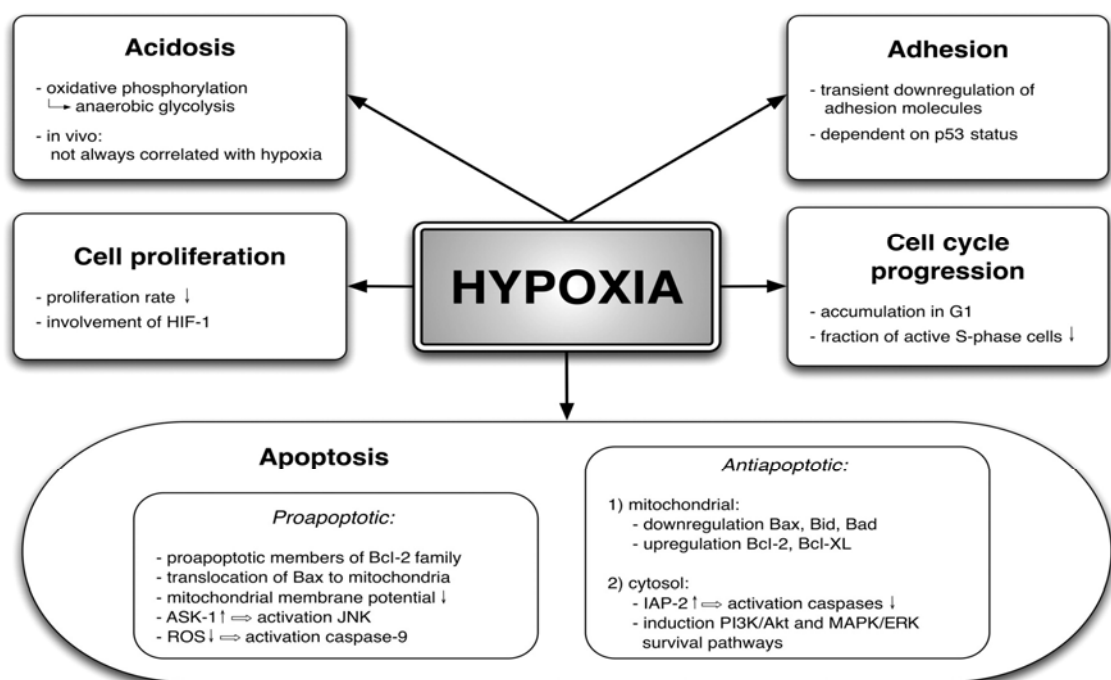 Acidosis
- oxidative phosphorylation
↳ anaerobic glycolysis
- in vivo:
not always correlated with hypoxia
Adhesion
- transient downregulation of
adhesion molecules
- dependent on p53 status
Cell proliferation
- proliferation rate ↓
- involvement of HIF-1
HYPOXIA
Cell cycle
progression
- accumulation in G1
- fraction of active S-phase cells ↓
Apoptosis
Proapoptotic:
- proapoptotic members of Bcl-2 family
- translocation of Bax to mitochondria
- mitochondrial membrane potential ↓
- ASK-1↑ ⇨ activation JNK
- ROS↓ ⇨ activation caspase-9
Antiapoptotic:
1) mitochondrial:
- downregulation Bax, Bid, Bad
- upregulation Bcl-2, Bcl-XL
2) cytosol:
- IAP-2↑ ⇨ activation caspases ↓
- induction PI3K/Akt and MAPK/ERK
survival pathways